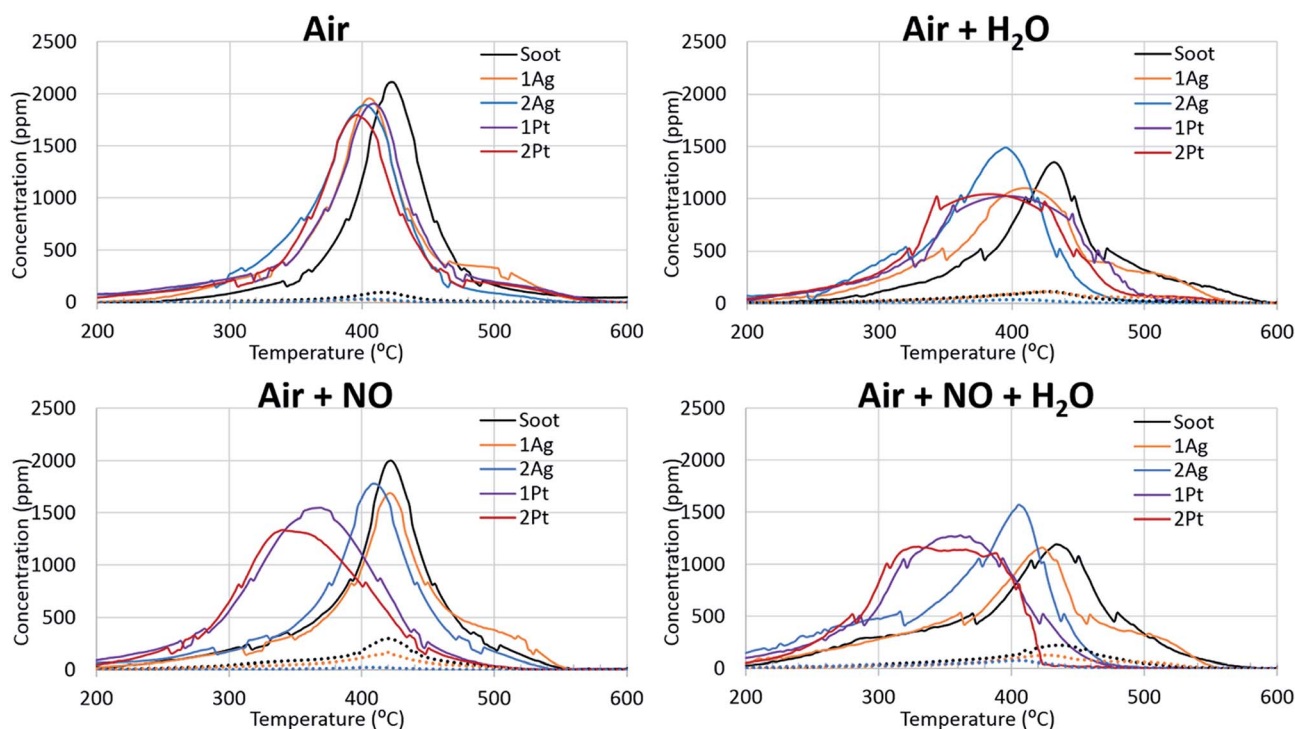 Air
2500
2000
1500
1000
500
0
Concentration (ppm)
Soot
1Ag
2Ag
1Pt
2Pt
200 300 400 500 600
Temperature (⁰C)
Air + H₂O
2500
2000
1500
1000
500
0
Concentration (ppm)
Soot
1Ag
2Ag
1Pt
2Pt
200 300 400 500 600
Temperature (⁰C)
Air + NO
2500
2000
1500
1000
500
0
Concentration (ppm)
Soot
1Ag
2Ag
1Pt
2Pt
200 300 400 500 600
Temperature (⁰C)
Air + NO + H₂O
2500
2000
1500
1000
500
0
Concentration (ppm)
Soot
1Ag
2Ag
1Pt
2Pt
200 300 400 500 600
Temperature (⁰C)